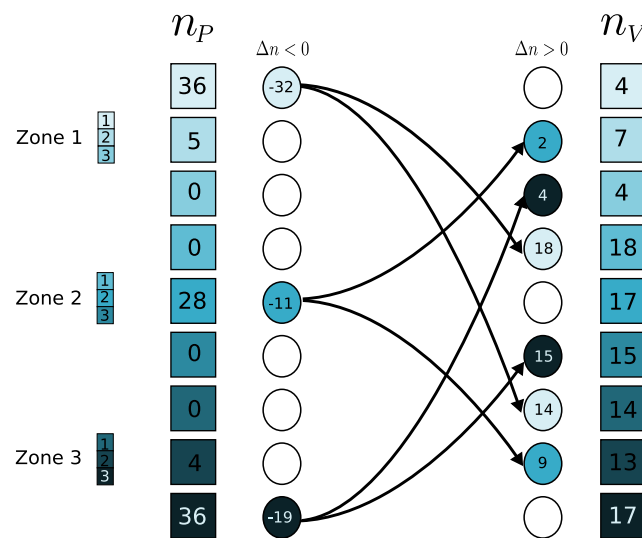 n_P n_V
Δn < 0 Δn > 0
36 -32 4
1
Zone 1 2 5 2 7
3
0 4 4
0 18 18
1
Zone 2 2 28 -11 17
3
0 15 15
0 14 14
1
Zone 3 2 4 9 13
3
36 -19 17